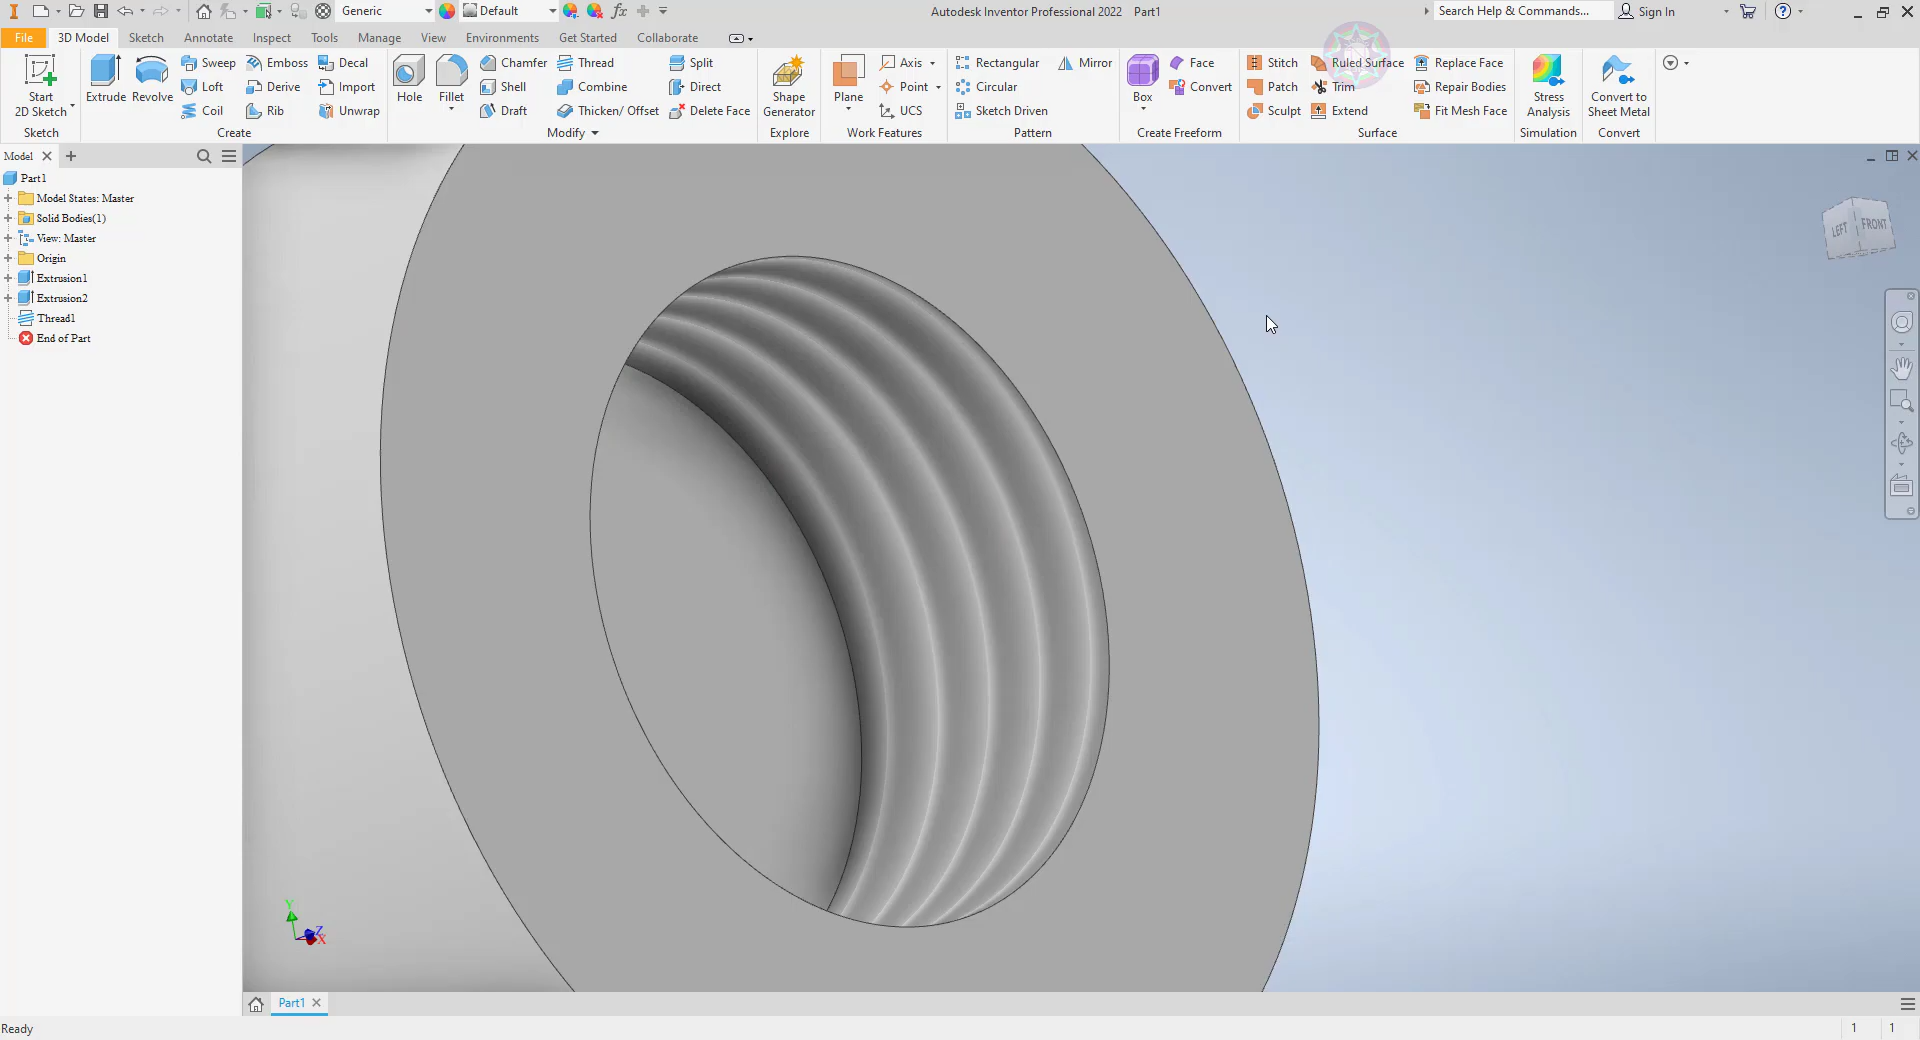 Generic
Default
fx
Autodesk Inventor Professional 2022 Part1
Search Help & Commands...
Sign In
File 3D Model Sketch Annotate Inspect Tools Manage View Environments Get Started Collaborate
Start
2D Sketch
Extrude
Revolve
Sweep
Loft
Coil
Emboss
Derive
Rib
Decal
Import
Unwrap
Hole
Fillet
Chamfer
Shell
Draft
Thread
Combine
Thicken/ Offset
Split
Direct
Delete Face
Shape
Generator
Plane
Axis
Point
UCS
Rectangular
Circular
Sketch Driven
Mirror
Box
Face
Convert
Stitch
Patch
Sculpt
Ruled Surface
Trim
Extend
Replace Face
Repair Bodies
Fit Mesh Face
Stress
Analysis
Convert to
Sheet Metal
Sketch Create Modify Explore Work Features Pattern Create Freeform Surface Simulation Convert
Model
Part1
Model States: Master
Solid Bodies(1)
View: Master
Origin
Extrusion1
Extrusion2
Thread1
End of Part
LEFT FRONT
Y
Z
X
Part1
Ready
1 1